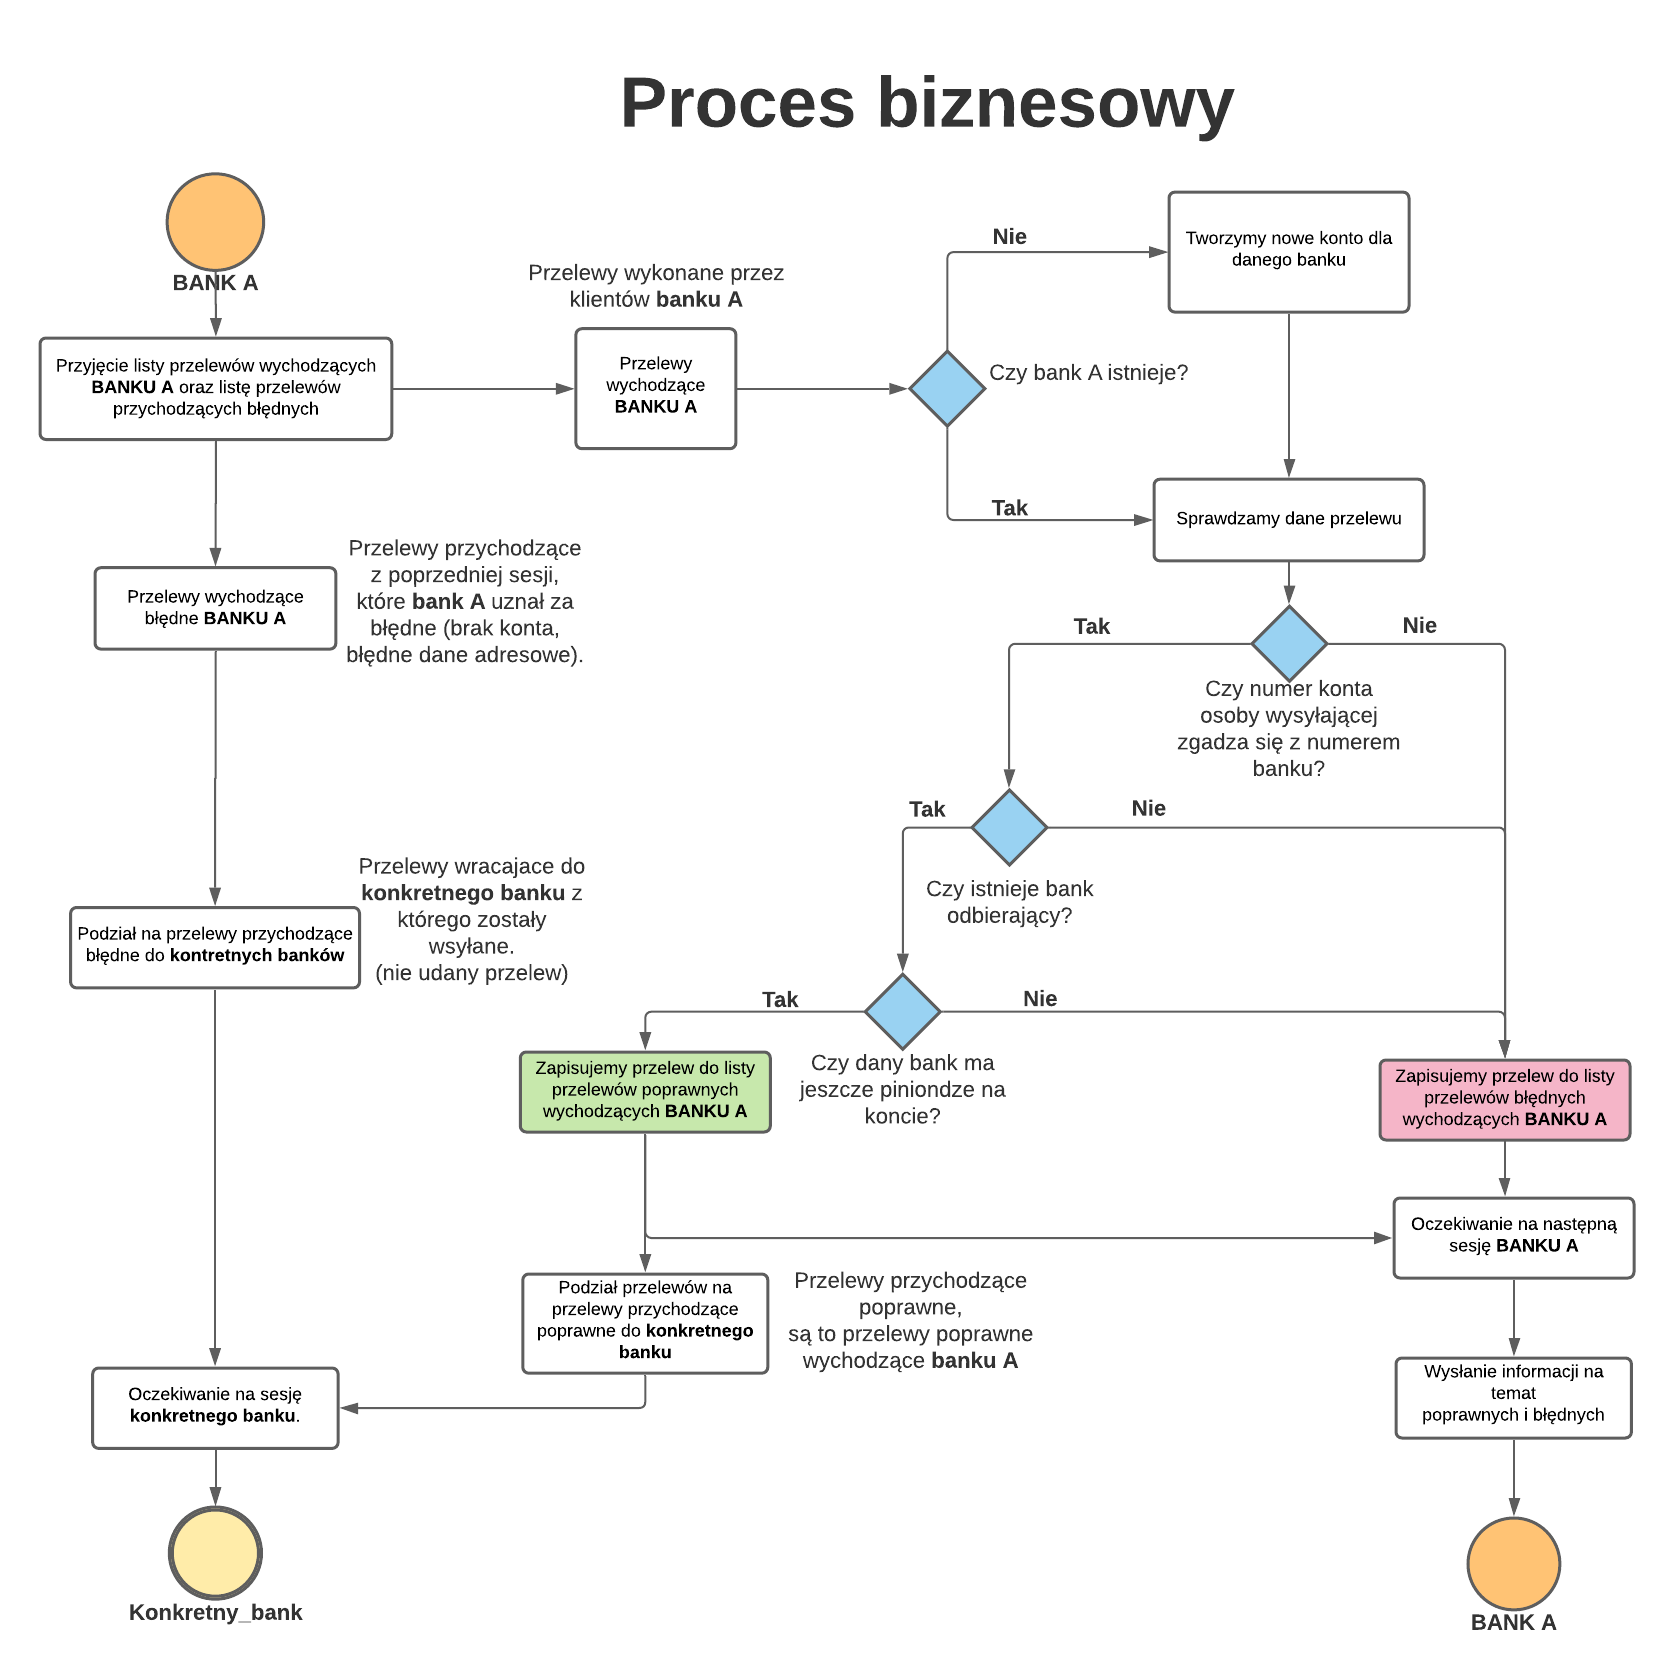 Proces biznesowy
BANK A
Przyjęcie listy przelewów wychodzących
BANKU A oraz listę przelewów
przychodzących błędnych
Przelewy wykonane przez
klientów banku A
Przelewy
wychodzące
BANKU A
Nie
Czy bank A istnieje?
Tak
Tworzymy nowe konto dla
danego banku
Sprawdzamy dane przelewu
Przelewy wychodzące
błędne BANKU A
Przelewy przychodzące
z poprzedniej sesji,
które bank A uznał za
błędne (brak konta,
błędne dane adresowe).
Tak
Nie
Czy numer konta
osoby wysyłającej
zgadza się z numerem
banku?
Tak
Nie
Czy istnieje bank
odbierający?
Przelewy wracajace do
konkretnego banku z
którego zostały
wsyłane.
(nie udany przelew)
Podział na przelewy przychodzące
błędne do kontretnych banków
Tak
Nie
Czy dany bank ma
jeszcze piniondze na
koncie?
Zapisujemy przelew do listy
przelewów poprawnych
wychodzących BANKU A
Zapisujemy przelew do listy
przelewów błędnych
wychodzących BANKU A
Oczekiwanie na następną
sesję BANKU A
Podział przelewów na
przelewy przychodzące
poprawne do konkretnego
banku
Przelewy przychodzące
poprawne,
są to przelewy poprawne
wychodzące banku A
Wysłanie informacji na
temat
poprawnych i błędnych
Oczekiwanie na sesję
konkretnego banku.
Konkretny_bank
BANK A